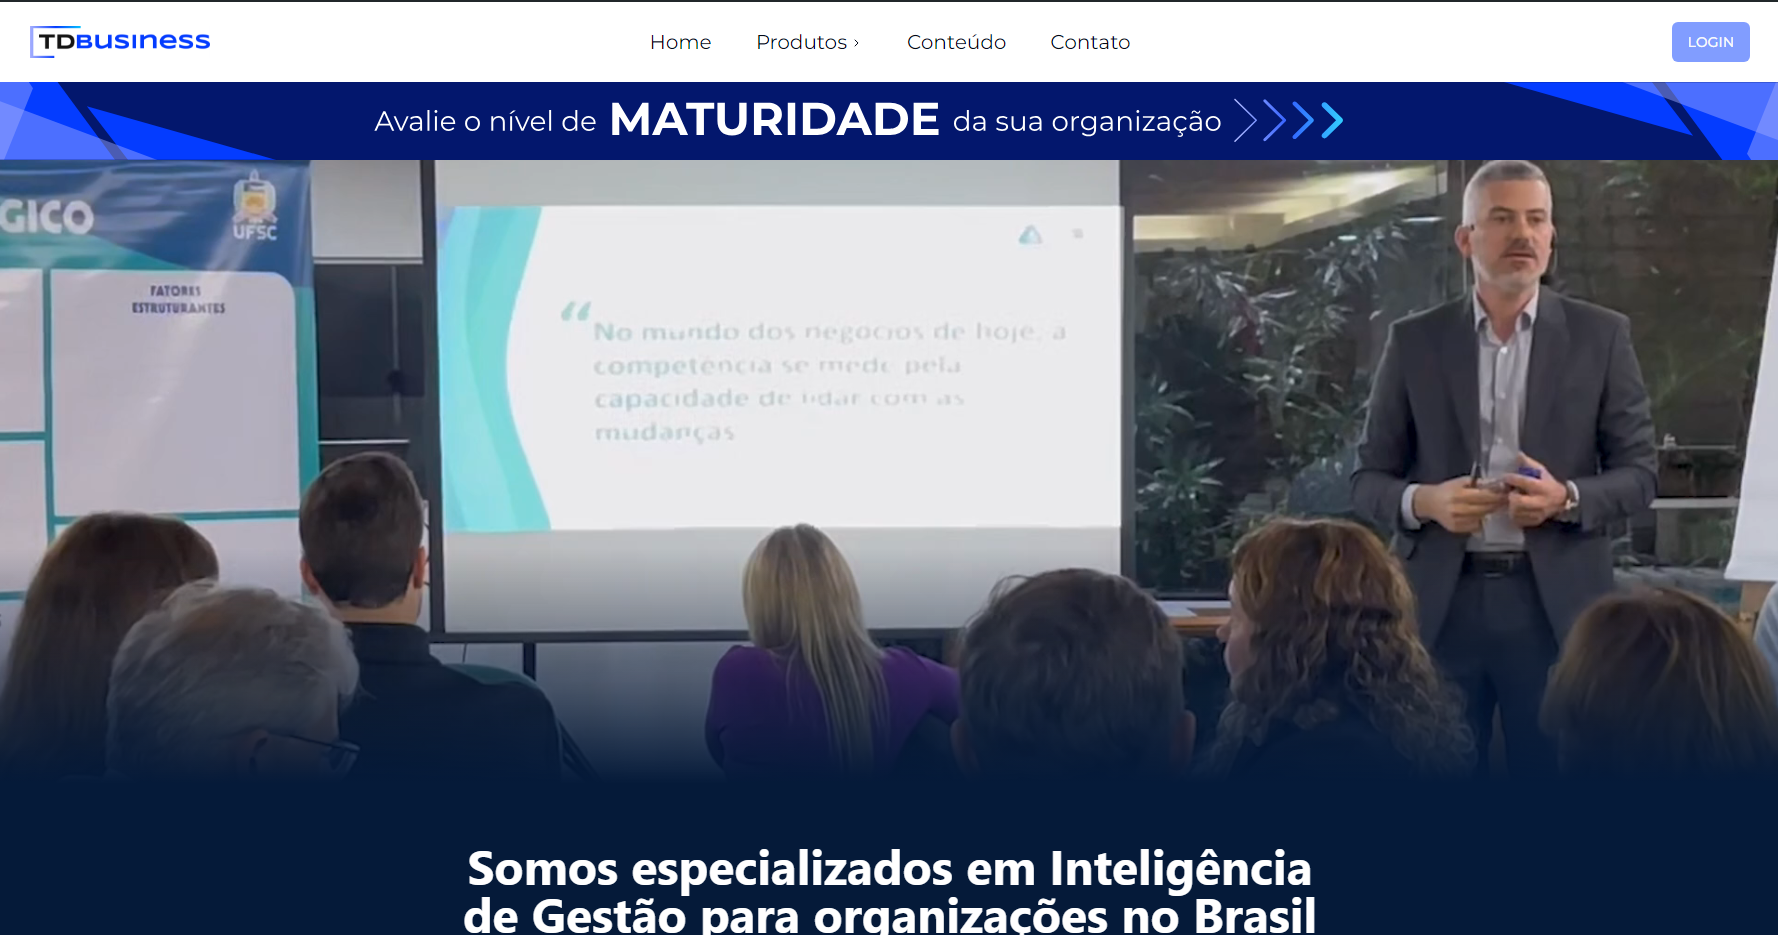 TDBUSINESS
Home
Produtos ›
Conteúdo
Contato
LOGIN
Avalie o nível de MATURIDADE da sua organização
GICO
UFSC
FATORES
ESTRUTURANTES
“No mundo dos negócios de hoje, a
competência se mede pela
capacidade de lidar com as
mudanças
Somos especializados em Inteligência
de Gestão para organizações no Brasil